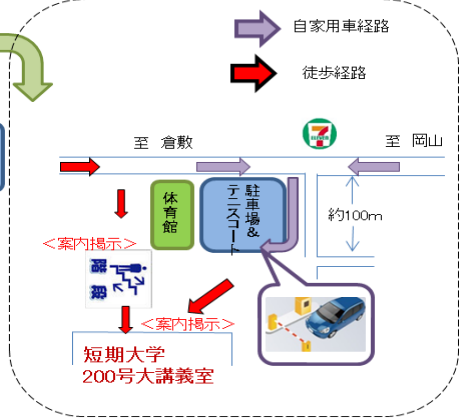 自家用車経路
徒歩経路
至 倉敷
7
ELEVEN
至 岡山
体育館
駐車場&
テニスコート
約100m
<案内掲示>
階段
<案内掲示>
短期大学
200号大講義室